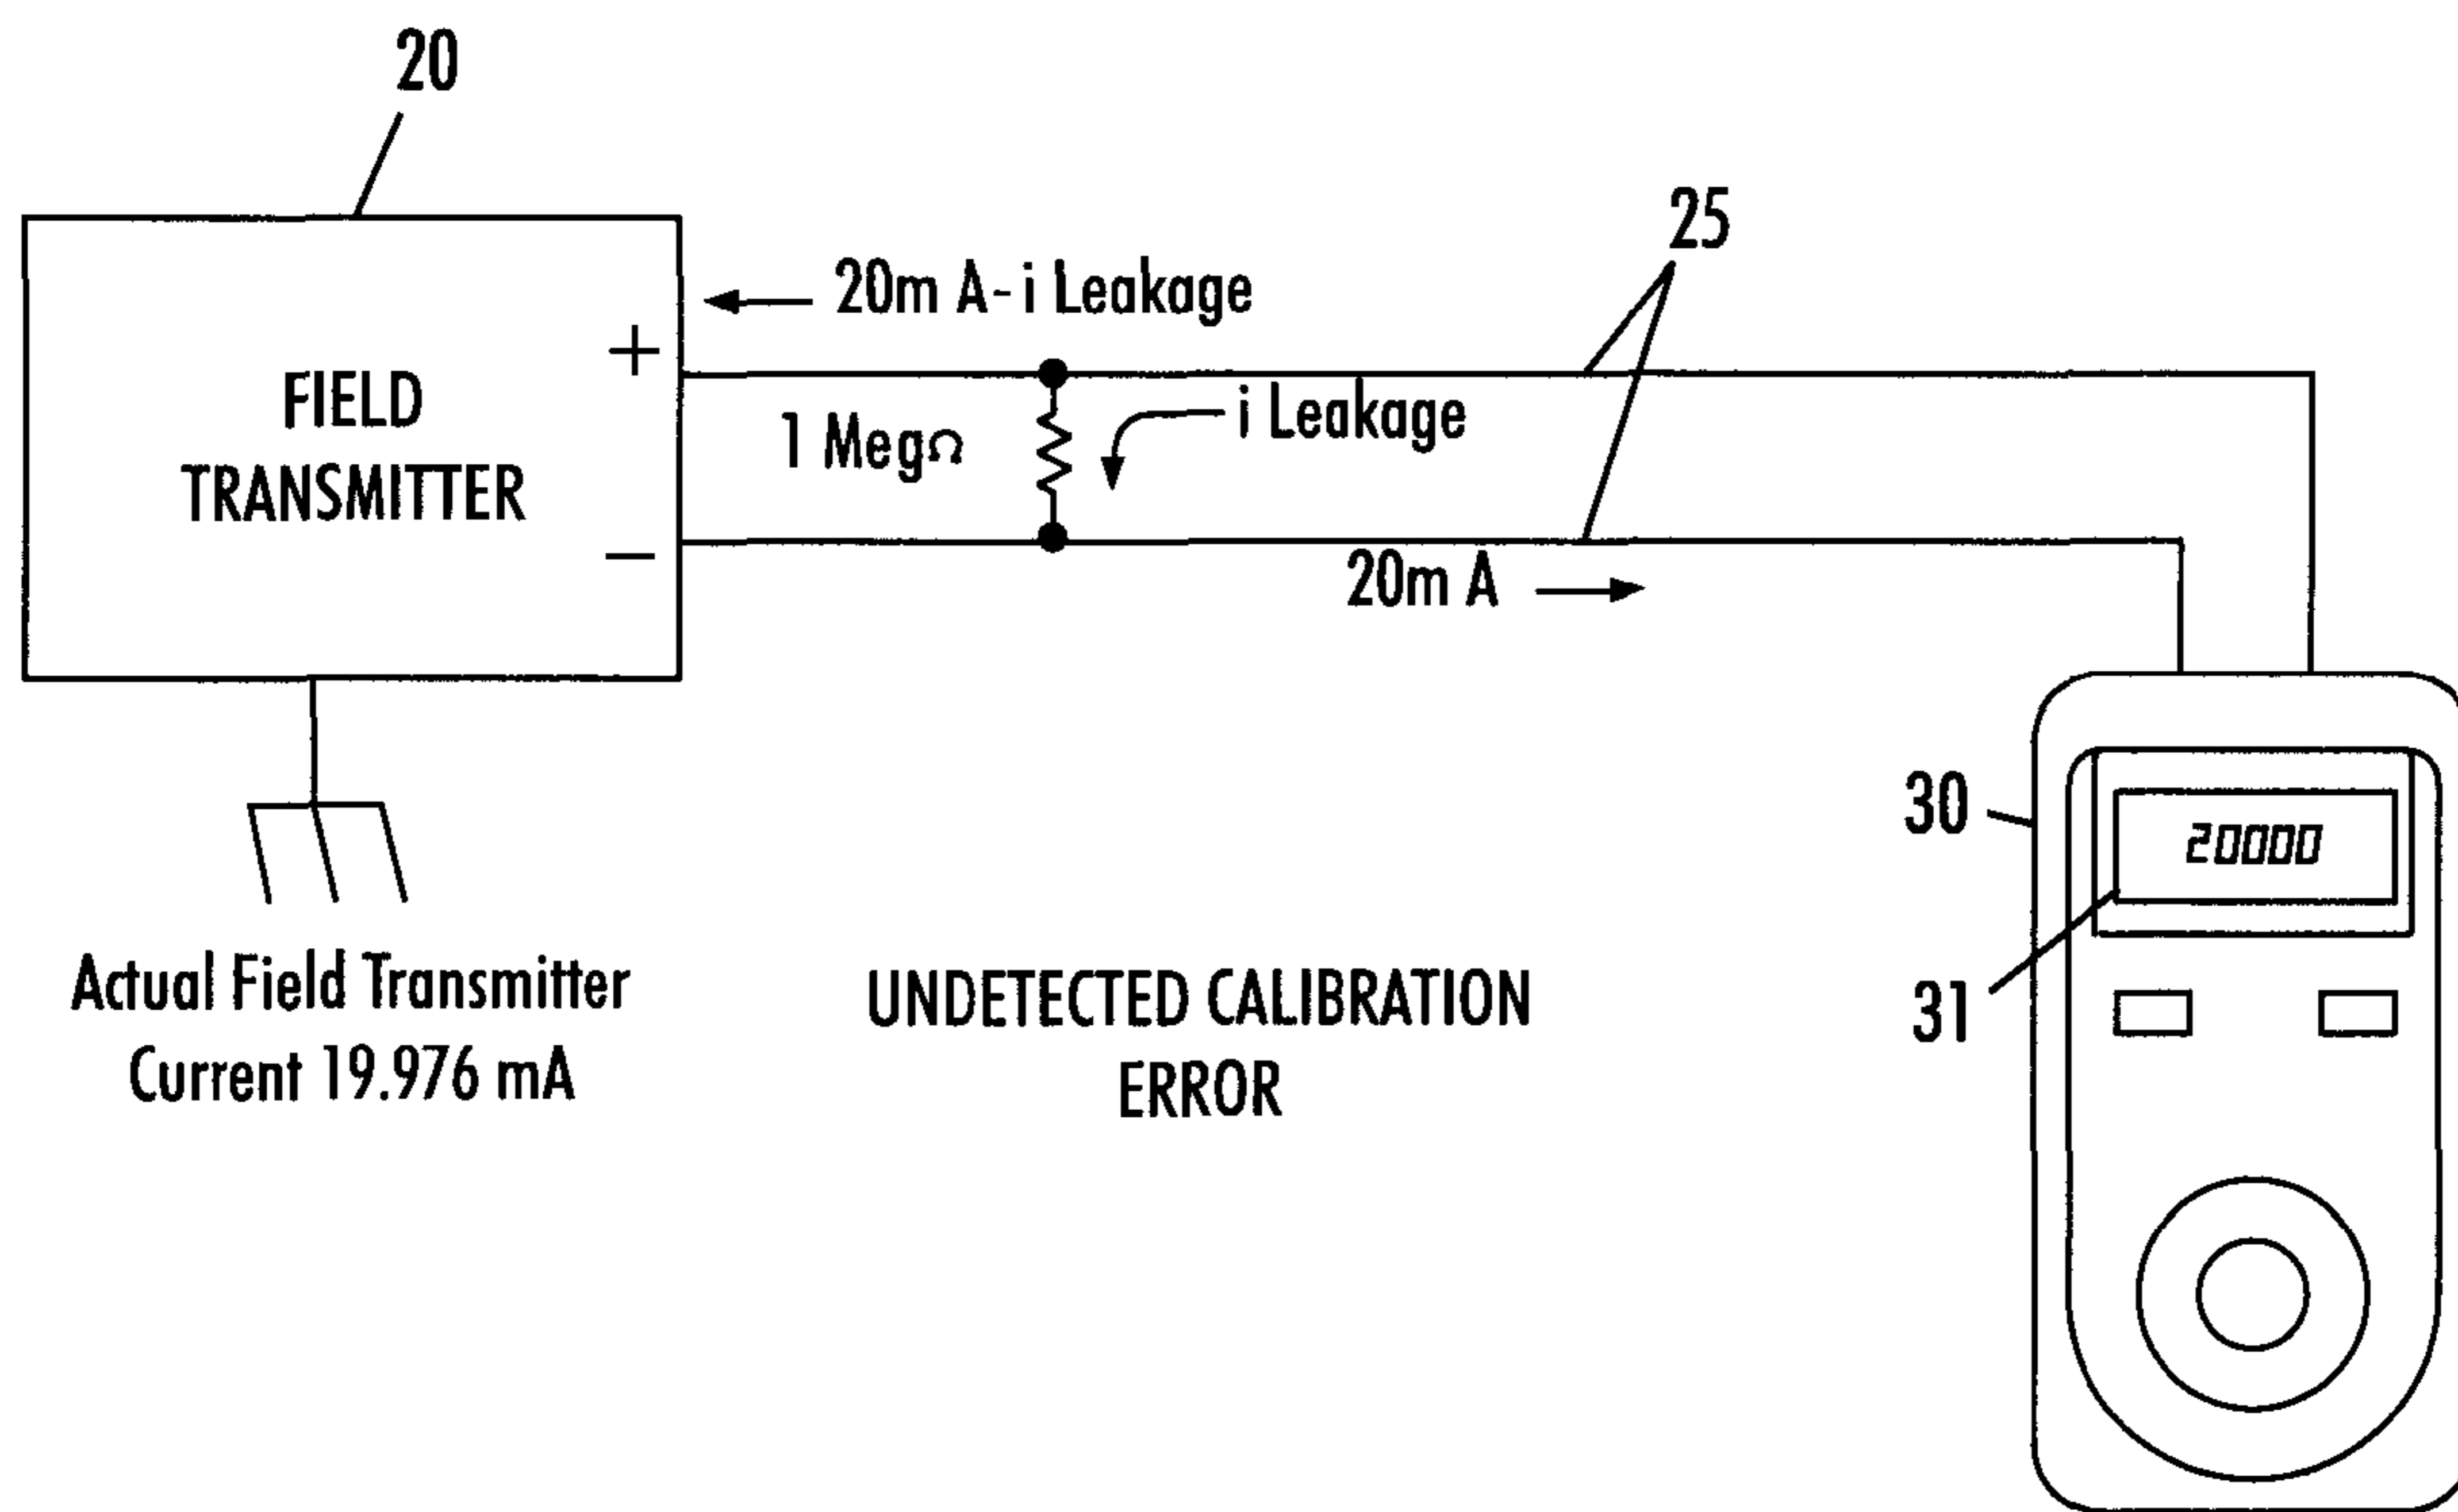 20
25
20m A- i Leakage
+
FIELD
TRANSMITTER
1 MegΩ
i Leakage
−
20m A
30
20000
31
Actual Field Transmitter
Current 19.976 mA
UNDETECTED CALIBRATION
ERROR